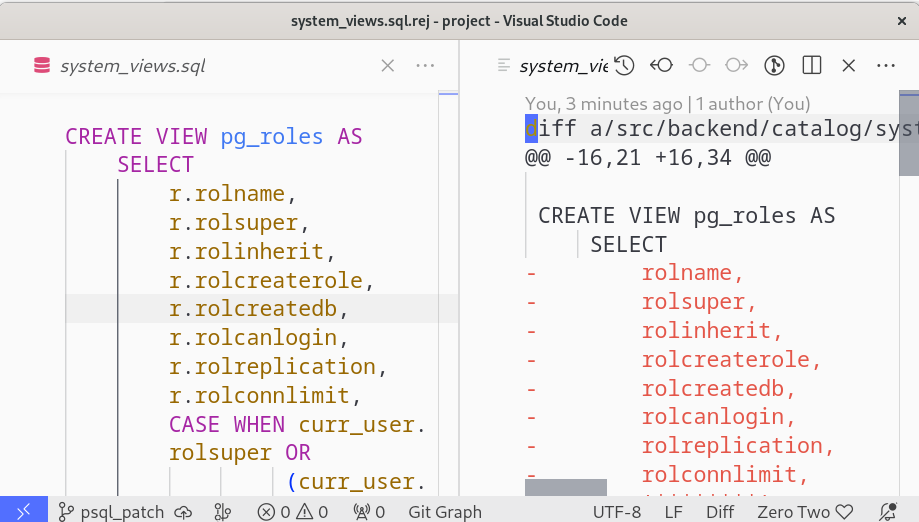 system_views.sql.rej - project - Visual Studio Code
system_views.sql
CREATE VIEW pg_roles AS
SELECT
r.rolname,
r.rolsuper,
r.rolinherit,
r.rolcreaterole,
r.rolcreatedb,
r.rolcanlogin,
r.rolreplication,
r.rolconnlimit,
CASE WHEN curr_user.
rolsuper OR
(curr_user.
system_vie
You, 3 minutes ago | 1 author (You)
diff a/src/backend/catalog/syst
@@ -16,21 +16,34 @@
CREATE VIEW pg_roles AS
SELECT
- rolname,
- rolsuper,
- rolinherit,
- rolcreaterole,
- rolcreatedb,
- rolcanlogin,
- rolreplication,
- rolconnlimit,
psql_patch 0 0 0 Git Graph UTF-8 LF Diff Zero Two